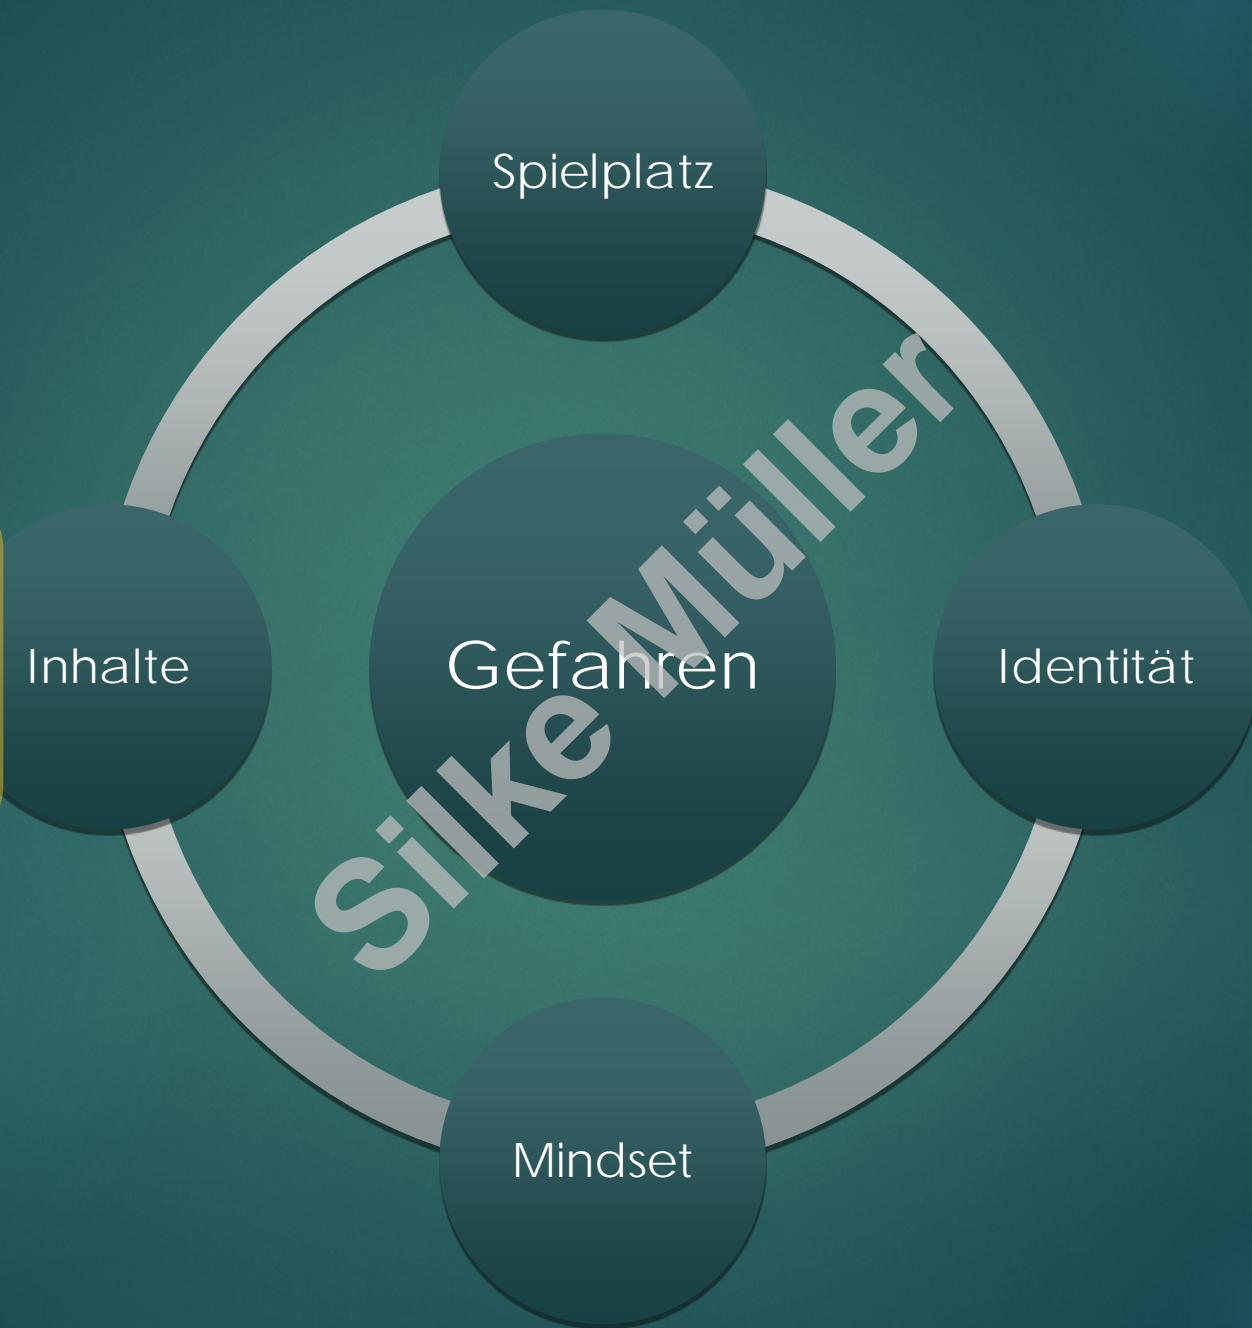 Spielplatz
Inhalte
Gefahren
Identität
Mindset
Silke Müller